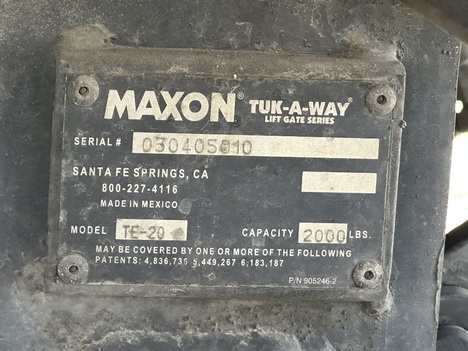 MAXON® TUK-A-WAY®
LIFT GATE SERIES
SERIAL # 030405010
SANTA FE SPRINGS, CA
800-227-4116
MADE IN MEXICO
MODEL TE-20 CAPACITY 2000 LBS.
MAY BE COVERED BY ONE OR MORE OF THE FOLLOWING
PATENTS: 4,836,736 5,449,267 6,183,187
P/N 905246-2